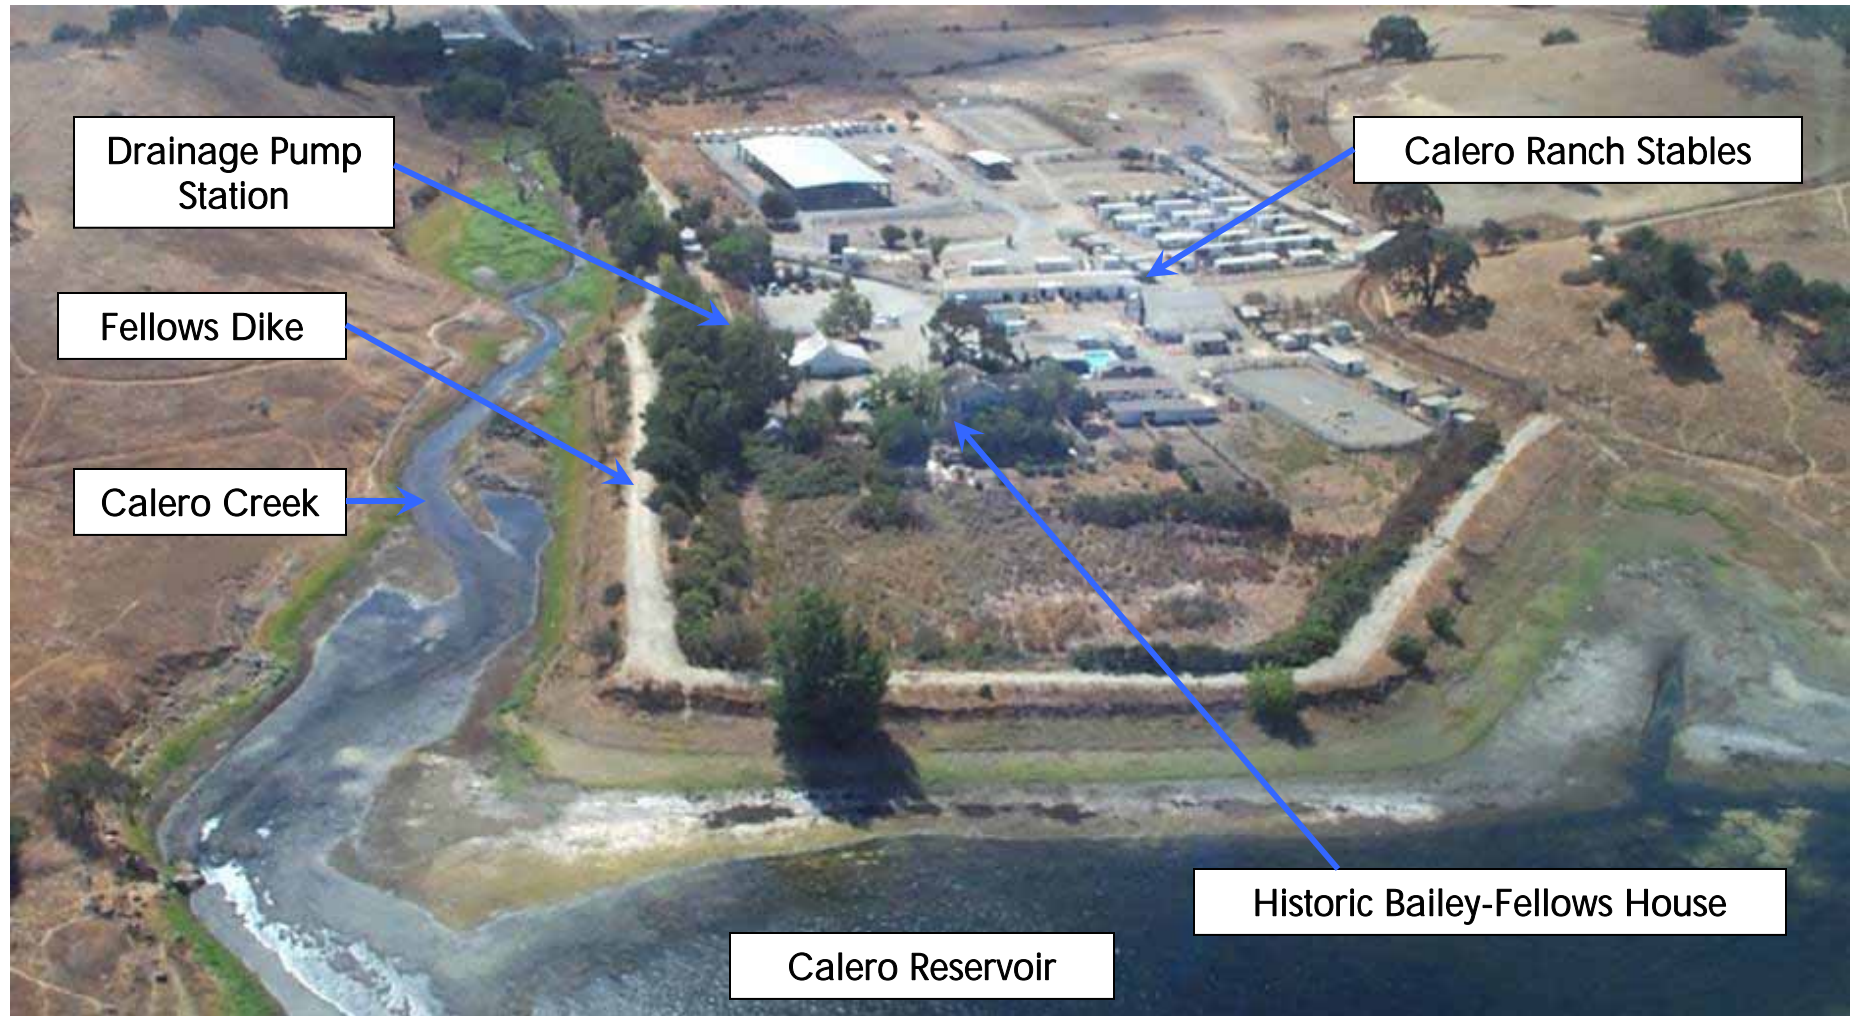 Drainage Pump
Station
Calero Ranch Stables
Fellows Dike
Calero Creek
Historic Bailey-Fellows House
Calero Reservoir